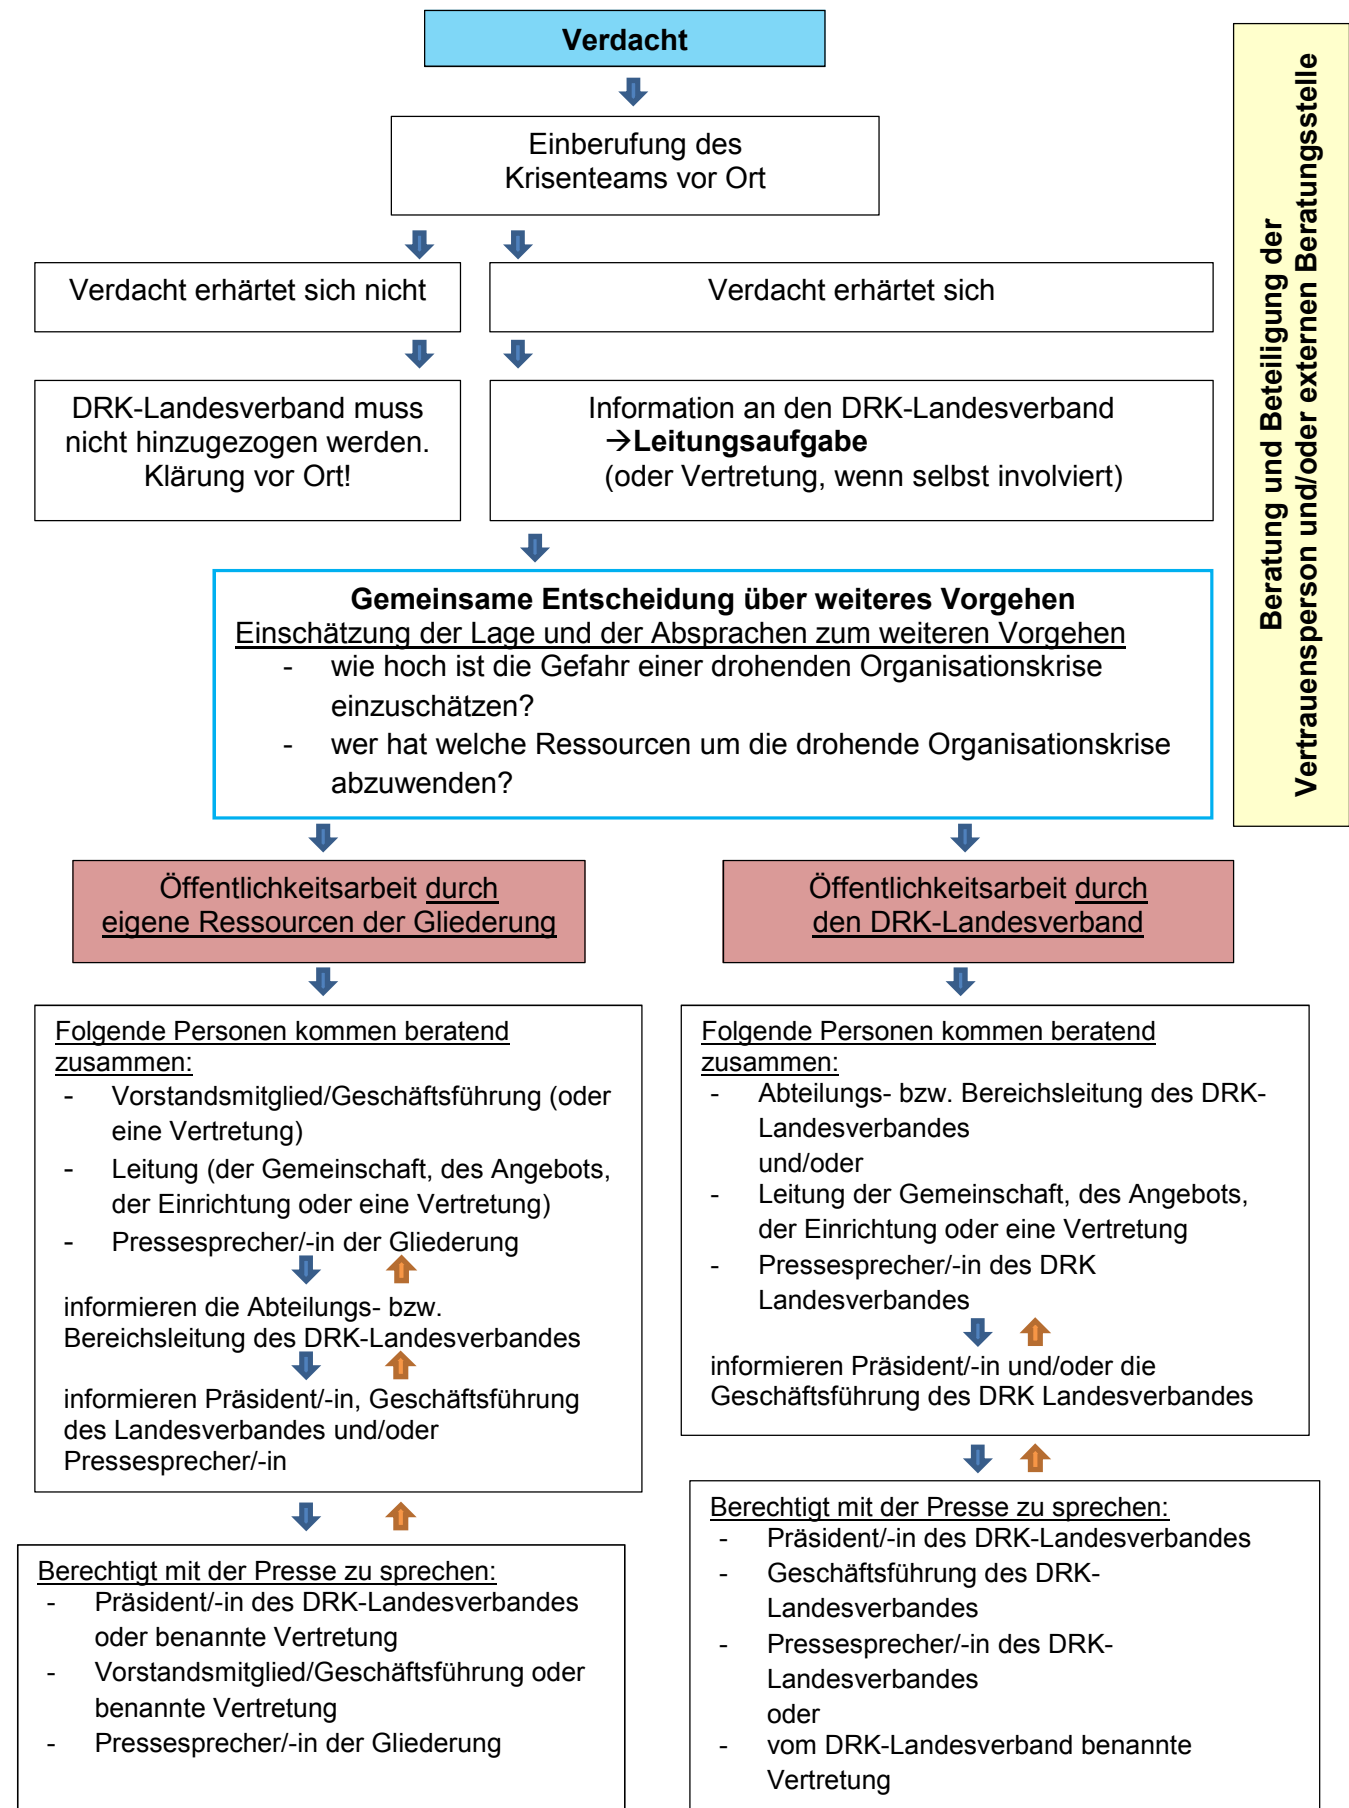 Verdacht
Einberufung des
Krisenteams vor Ort
Verdacht erhärtet sich nicht
Verdacht erhärtet sich
DRK-Landesverband muss
nicht hinzugezogen werden.
Klärung vor Ort!
Information an den DRK-Landesverband
→Leitungsaufgabe
(oder Vertretung, wenn selbst involviert)
Beratung und Beteiligung der
Vertrauensperson und/oder externen Beratungsstelle
Gemeinsame Entscheidung über weiteres Vorgehen
Einschätzung der Lage und der Absprachen zum weiteren Vorgehen
- wie hoch ist die Gefahr einer drohenden Organisationskrise
einzuschätzen?
- wer hat welche Ressourcen um die drohende Organisationskrise
abzuwenden?
Öffentlichkeitsarbeit durch
eigene Ressourcen der Gliederung
Folgende Personen kommen beratend
zusammen:
- Vorstandsmitglied/Geschäftsführung (oder
eine Vertretung)
- Leitung (der Gemeinschaft, des Angebots,
der Einrichtung oder eine Vertretung)
- Pressesprecher/-in der Gliederung
informieren die Abteilungs- bzw.
Bereichsleitung des DRK-Landesverbandes
informieren Präsident/-in, Geschäftsführung
des Landesverbandes und/oder
Pressesprecher/-in
Berechtigt mit der Presse zu sprechen:
- Präsident/-in des DRK-Landesverbandes
oder benannte Vertretung
- Vorstandsmitglied/Geschäftsführung oder
benannte Vertretung
- Pressesprecher/-in der Gliederung
Öffentlichkeitsarbeit durch
den DRK-Landesverband
Folgende Personen kommen beratend
zusammen:
- Abteilungs- bzw. Bereichsleitung des DRK-
Landesverbandes
und/oder
- Leitung der Gemeinschaft, des Angebots,
der Einrichtung oder eine Vertretung
- Pressesprecher/-in des DRK
Landesverbandes
informieren Präsident/-in und/oder die
Geschäftsführung des DRK Landesverbandes
Berechtigt mit der Presse zu sprechen:
- Präsident/-in des DRK-Landesverbandes
- Geschäftsführung des DRK-
Landesverbandes
- Pressesprecher/-in des DRK-
Landesverbandes
oder
- vom DRK-Landesverband benannte
Vertretung